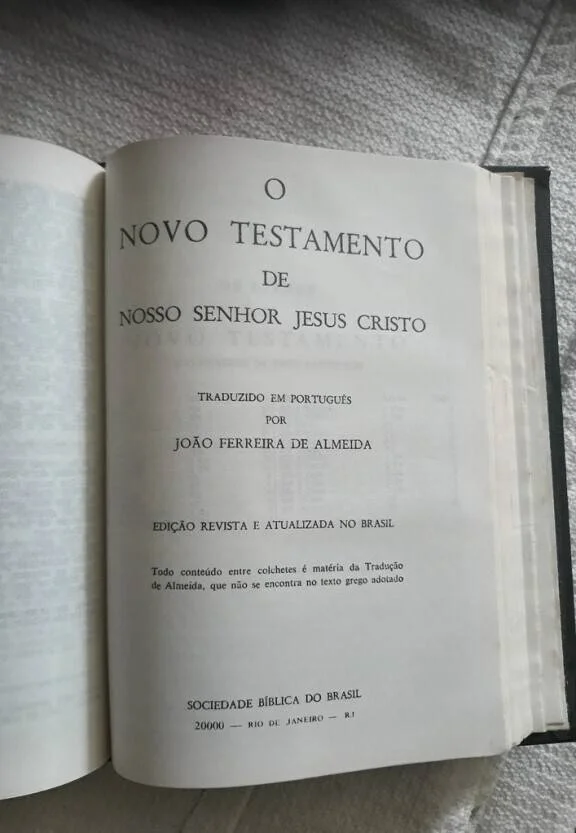 O
NOVO TESTAMENTO
DE
NOSSO SENHOR JESUS CRISTO
TRADUZIDO EM PORTUGUÊS
POR
JOÃO FERREIRA DE ALMEIDA
EDIÇÃO REVISTA E ATUALIZADA NO BRASIL
Todo conteúdo entre colchetes é matéria da Tradução
de Almeida, que não se encontra no texto grego adotado
SOCIEDADE BÍBLICA DO BRASIL
20000 — RIO DE JANEIRO — RJ